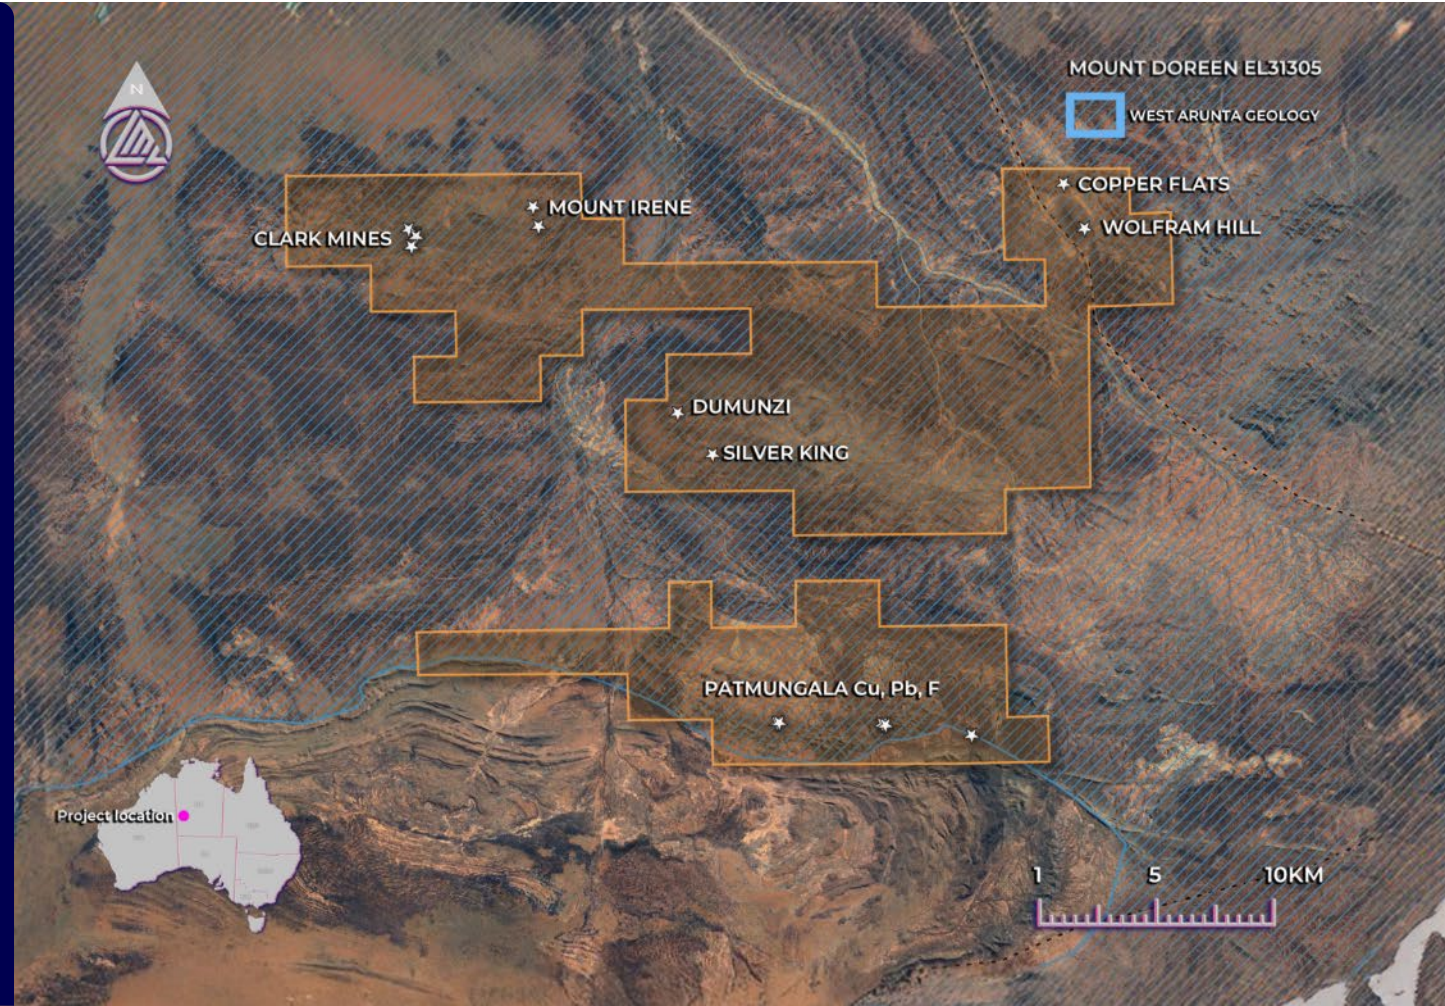 N
MOUNT DOREEN EL31305
WEST ARUNTA GEOLOGY
COPPER FLATS
MOUNT IRENE
WOLFRAM HILL
CLARK MINES
DUMUNZI
SILVER KING
PATMUNGALA Cu, Pb, F
Project location
1 5 10KM